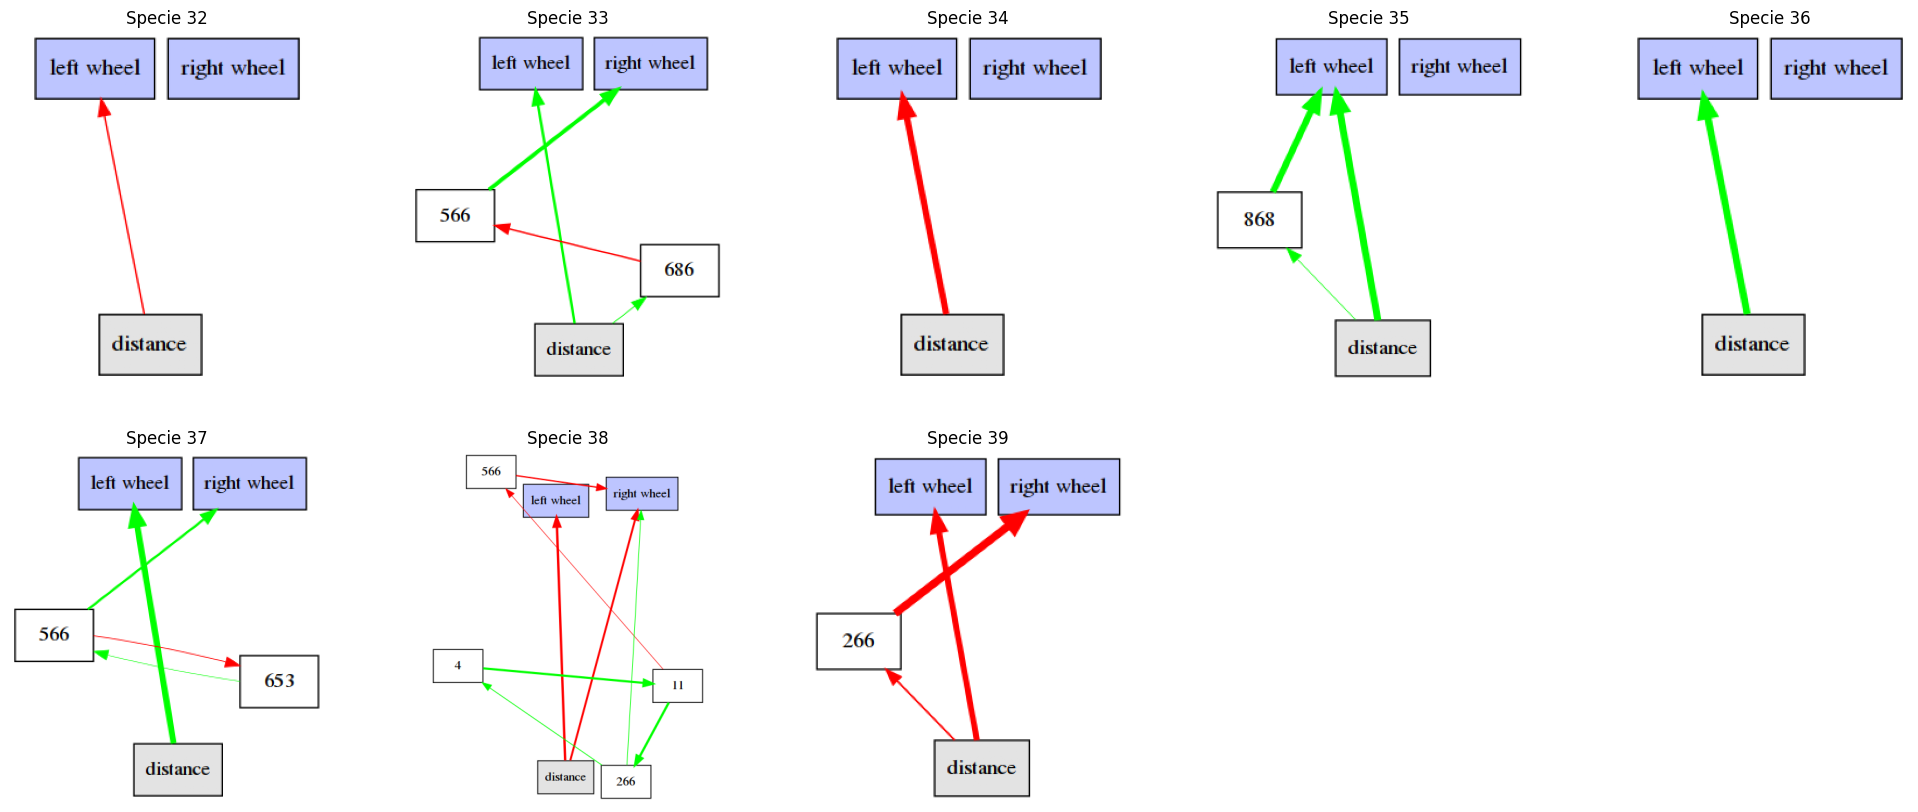 Specie 32
left wheel right wheel
distance
Specie 33
left wheel right wheel
566
686
distance
Specie 34
left wheel right wheel
distance
Specie 35
left wheel right wheel
868
distance
Specie 36
left wheel right wheel
distance
Specie 37
left wheel right wheel
566
653
distance
Specie 38
566
left wheel right wheel
4
11
distance 266
Specie 39
left wheel right wheel
266
distance